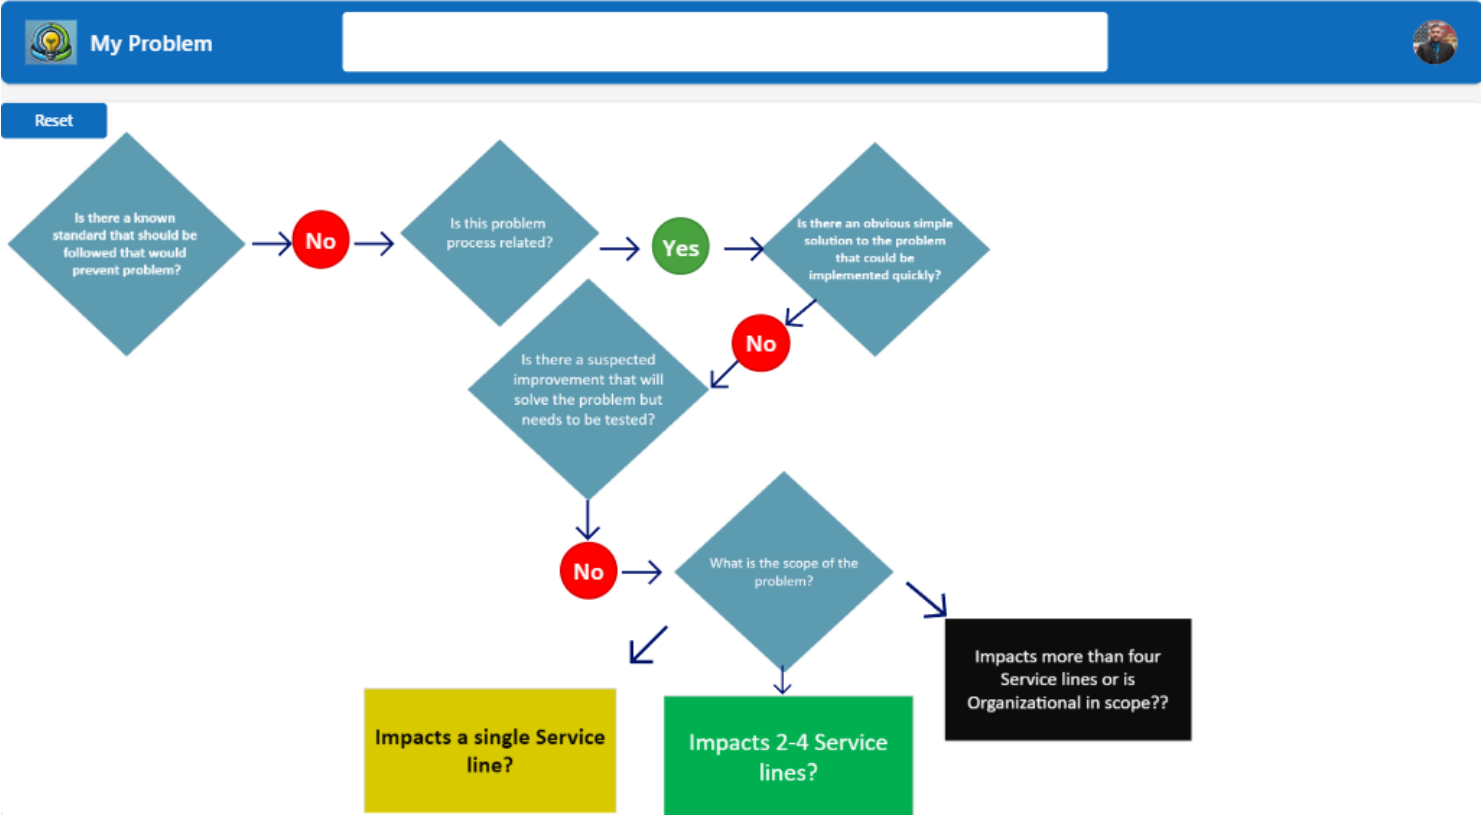 My Problem
Reset
Is there a known
standard that should be
followed that would
prevent problem?
No
Is this problem
process related?
Yes
Is there an obvious simple
solution to the problem
that could be
implemented quickly?
No
Is there a suspected
improvement that will
solve the problem but
needs to be tested?
No
What is the scope of the
problem?
Impacts a single Service
line?
Impacts 2-4 Service
lines?
Impacts more than four
Service lines or is
Organizational in scope??